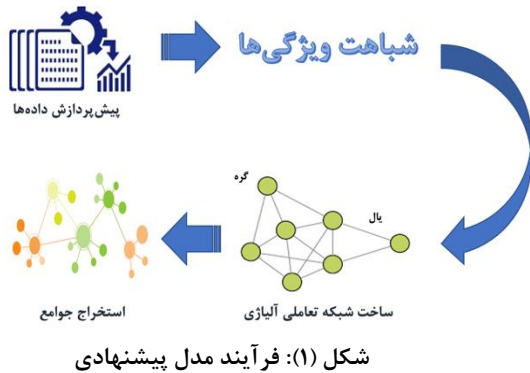 شباهت ویژگی‌ها
پیش‌پردازش داده‌ها
گره
یال
ساخت شبکه تعاملی آلیاژی
استخراج جوامع
شکل (۱): فرآیند مدل پیشنهادی